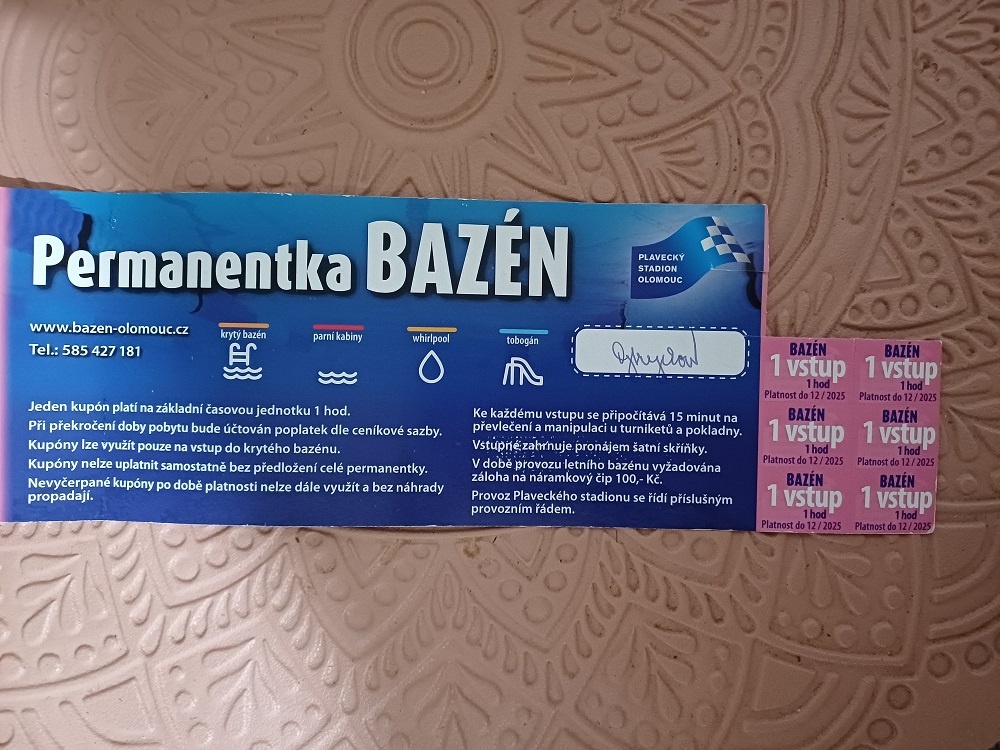 Permanentka BAZÉN
PLAVECKÝ
STADION
OLOMOUC
www.bazen-olomouc.cz
Tel.: 585 427 181
krytý bazén
parní kabiny
whirlpool
tobogán
Jeden kupón platí na základní časovou jednotku 1 hod.
Při překročení doby pobytu bude účtován poplatek dle ceníkové sazby.
Kupóny lze využít pouze na vstup do krytého bazénu.
Kupóny nelze uplatnit samostatně bez předložení celé permanentky.
Nevyčerpané kupóny po době platnosti nelze dále využít a bez náhrady
propadají.
Ke každému vstupu se připočítává 15 minut na
převlečení a manipulaci u turniketů a pokladny.
Vstupné zahrnuje pronájem šatní skříňky.
V době provozu letního bazénu vyžadována
záloha na náramkový čip 100,- Kč.
Provoz Plaveckého stadionu se řídí příslušným
provozním řádem.
BAZÉN
1 vstup
1 hod
Platnost do 12 / 2025
BAZÉN
1 vstup
1 hod
Platnost do 12 / 2025
BAZÉN
1 vstup
1 hod
Platnost do 12 / 2025
BAZÉN
1 vstup
1 hod
Platnost do 12 / 2025
BAZÉN
1 vstup
1 hod
Platnost do 12 / 2025
BAZÉN
1 vstup
1 hod
Platnost do 12 / 2025